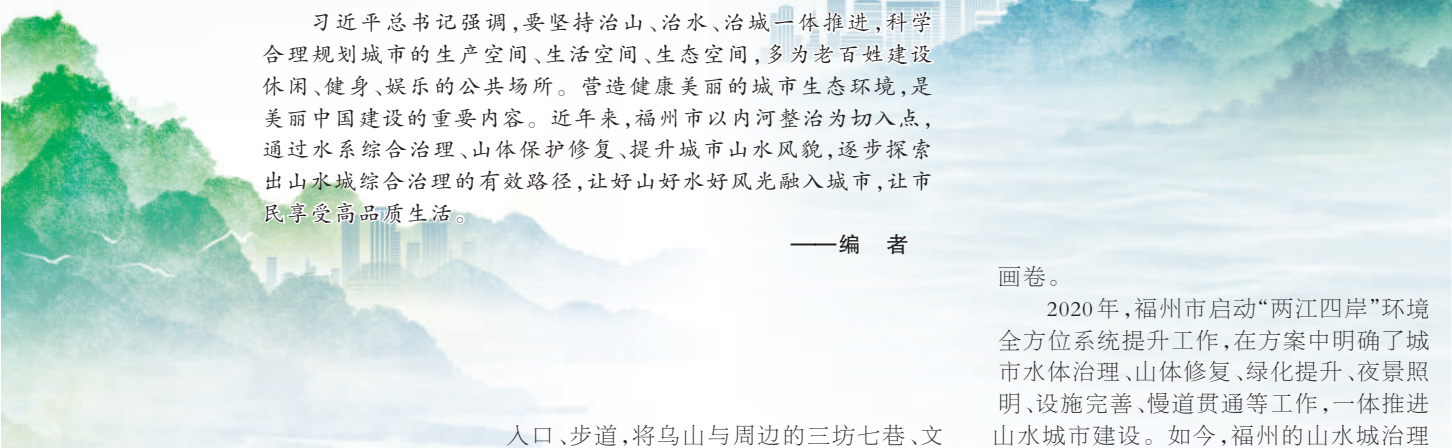 习近平总书记强调,要坚持治山、治水、治城一体推进,科学
合理规划城市的生产空间、生活空间、生态空间,多为老百姓建设
休闲、健身、娱乐的公共场所。营造健康美丽的城市生态环境,是
美丽中国建设的重要内容。近年来,福州市以内河整治为切入点,
通过水系综合治理、山体保护修复、提升城市山水风貌,逐步探索
出山水城综合治理的有效路径,让好山好水好风光融入城市,让市
民享受高品质生活。
——编 者
入口、步道,将乌山与周边的三坊七巷、文
画卷。
2020年,福州市启动“两江四岸”环境
全方位系统提升工作,在方案中明确了城
市水体治理、山体修复、绿化提升、夜景照
明、设施完善、慢道贯通等工作,一体推进
山水城市建设。如今,福州的山水城治理